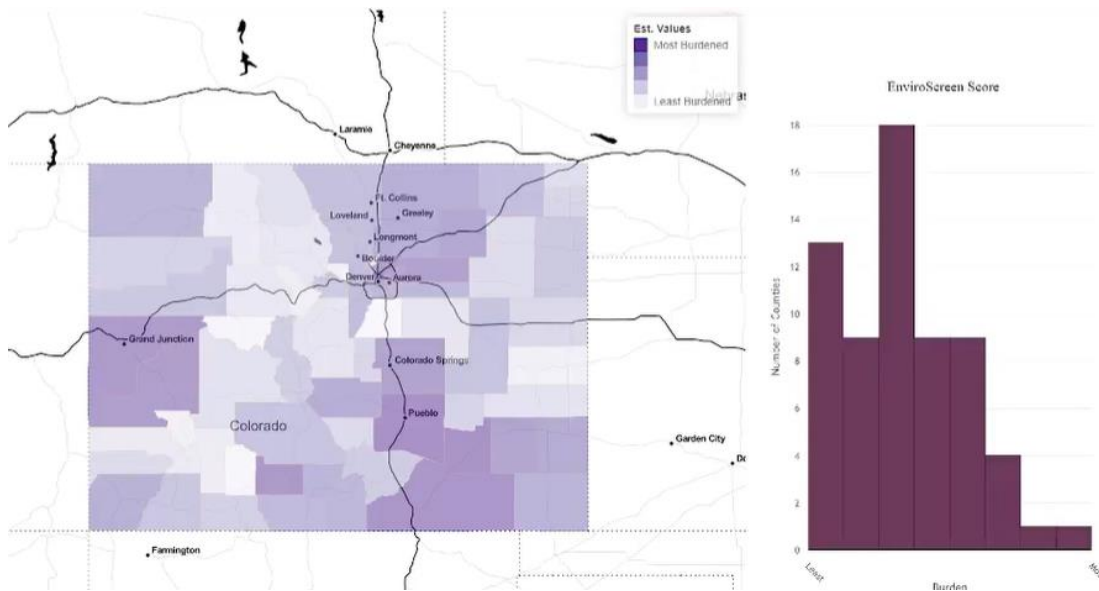 Est. Values
Most Burdened
Least Burdened
Laramie
Cheyenne
Ft. Collins
Loveland
Greeley
Longmont
Boulder
Denver
Aurora
Grand Junction
Colorado Springs
Pueblo
Colorado
Garden City
Farmington
EnviroScreen Score
Number of Counties
18
16
14
12
10
8
6
4
2
0
Least
Burden